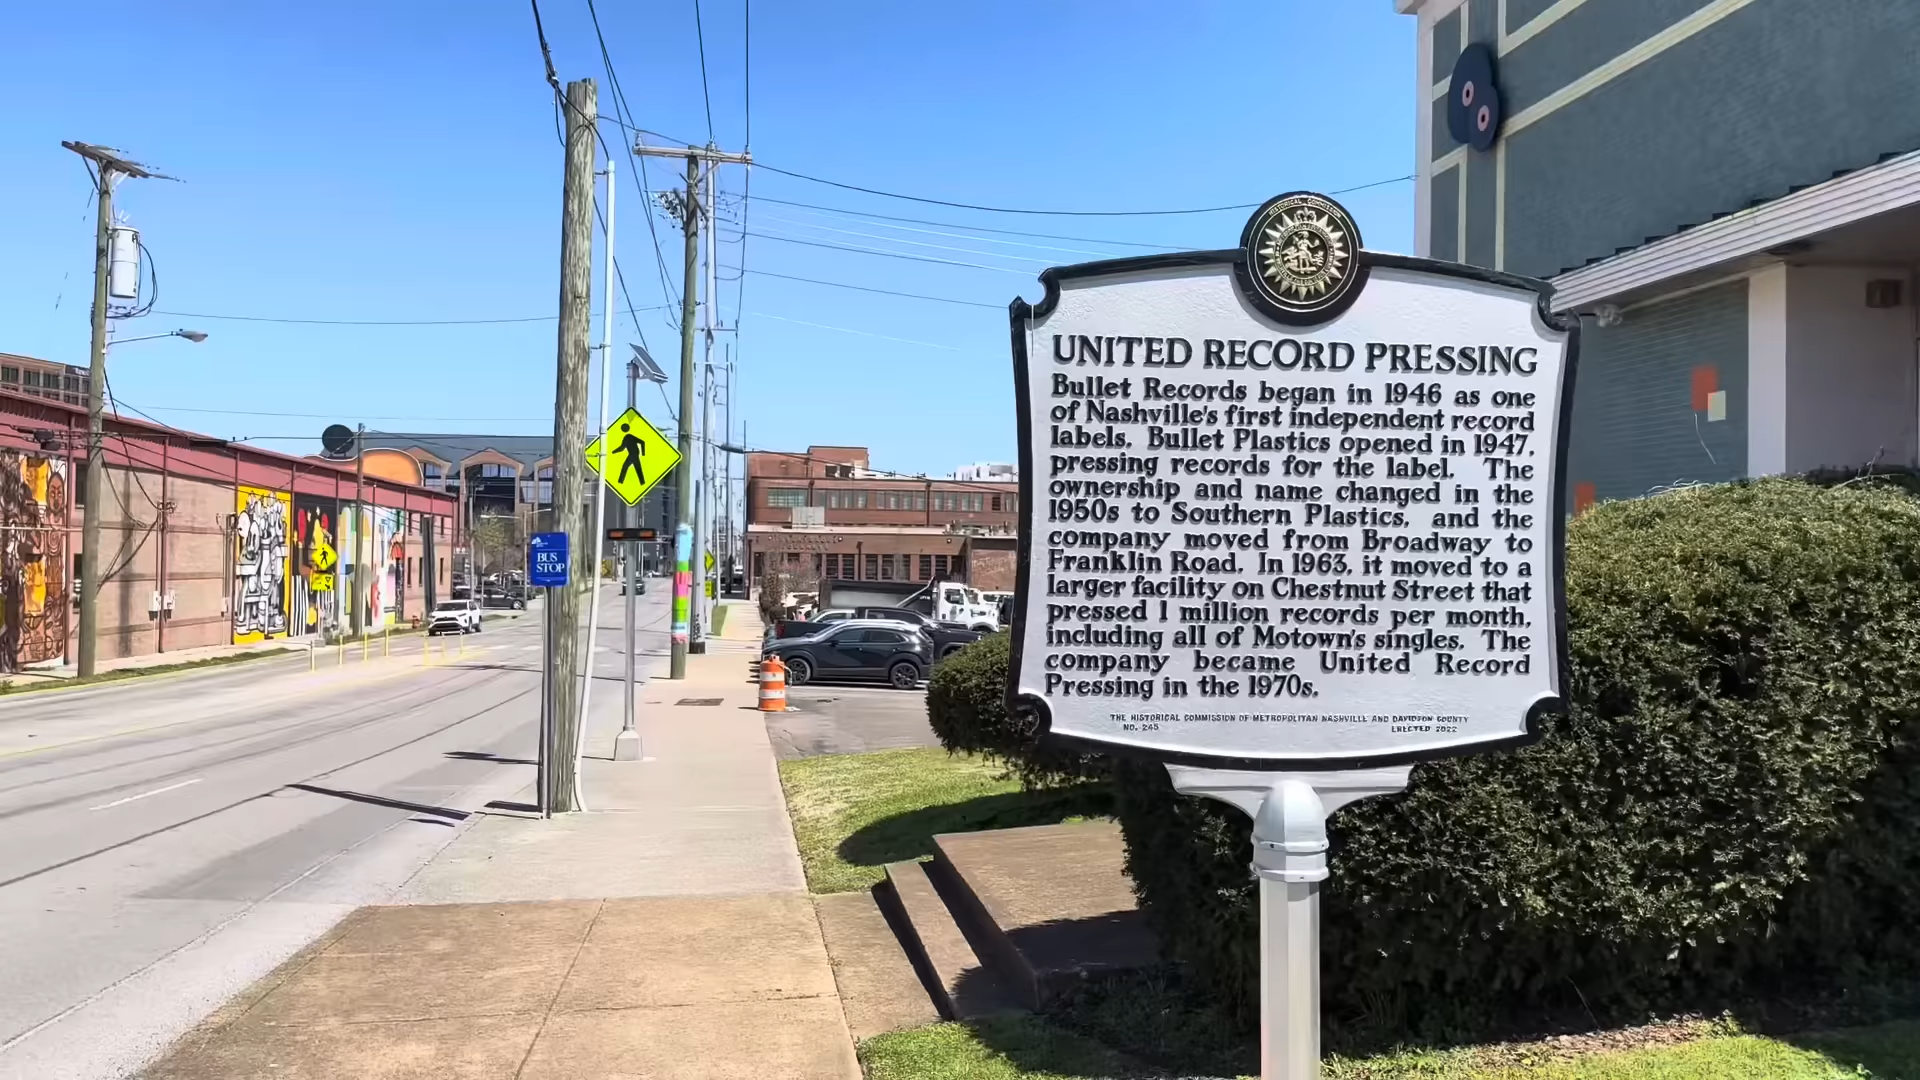 HISTORICAL COMMISSION
UNITED RECORD PRESSING
Bullet Records began in 1946 as one
of Nashville's first independent record
labels. Bullet Plastics opened in 1947,
pressing records for the label. The
ownership and name changed in the
1950s to Southern Plastics, and the
company moved from Broadway to
Franklin Road. In 1963, it moved to a
larger facility on Chestnut Street that
pressed 1 million records per month,
including all of Motown's singles. The
company became United Record
Pressing in the 1970s.
THE HISTORICAL COMMISSION OF METROPOLITAN NASHVILLE AND DAVIDSON COUNTY
NO. 245 ERECTED 2022
BUS
STOP